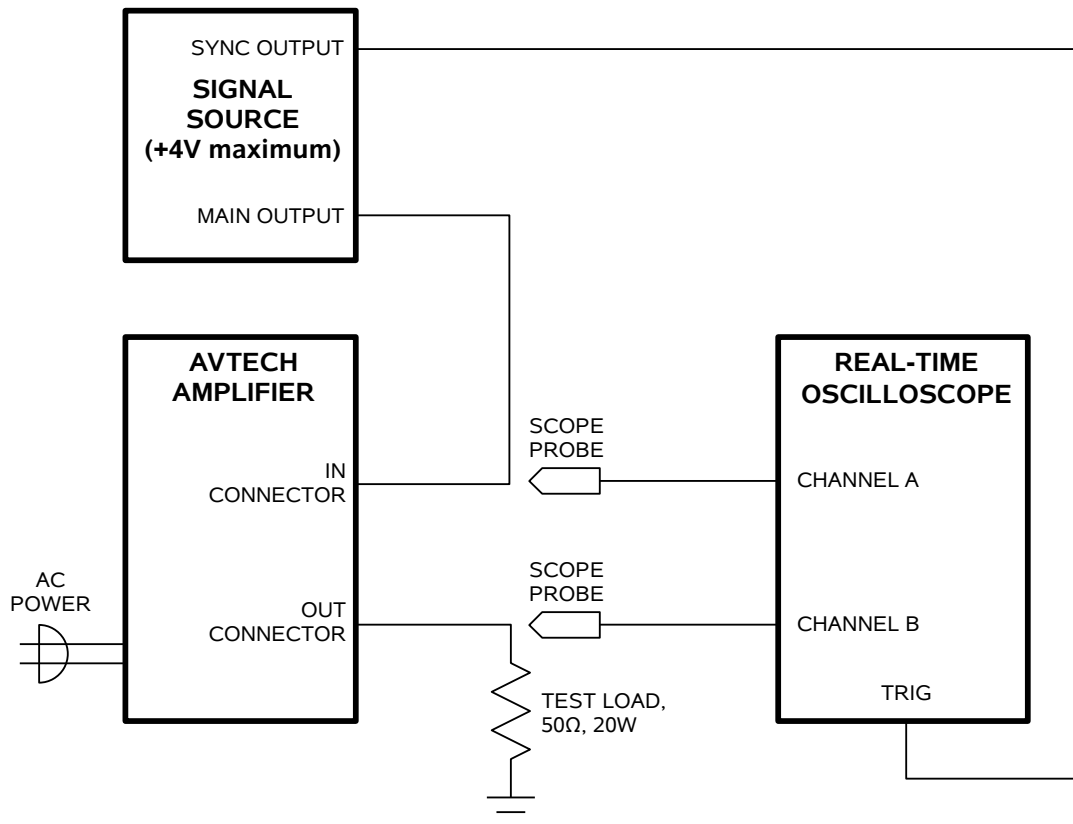 SYNC OUTPUT
SIGNAL
SOURCE
(+4V maximum)
MAIN OUTPUT
AVTECH
AMPLIFIER
IN
CONNECTOR
OUT
CONNECTOR
AC
POWER
SCOPE
PROBE
SCOPE
PROBE
TEST LOAD,
50Ω, 20W
REAL-TIME
OSCILLOSCOPE
CHANNEL A
CHANNEL B
TRIG